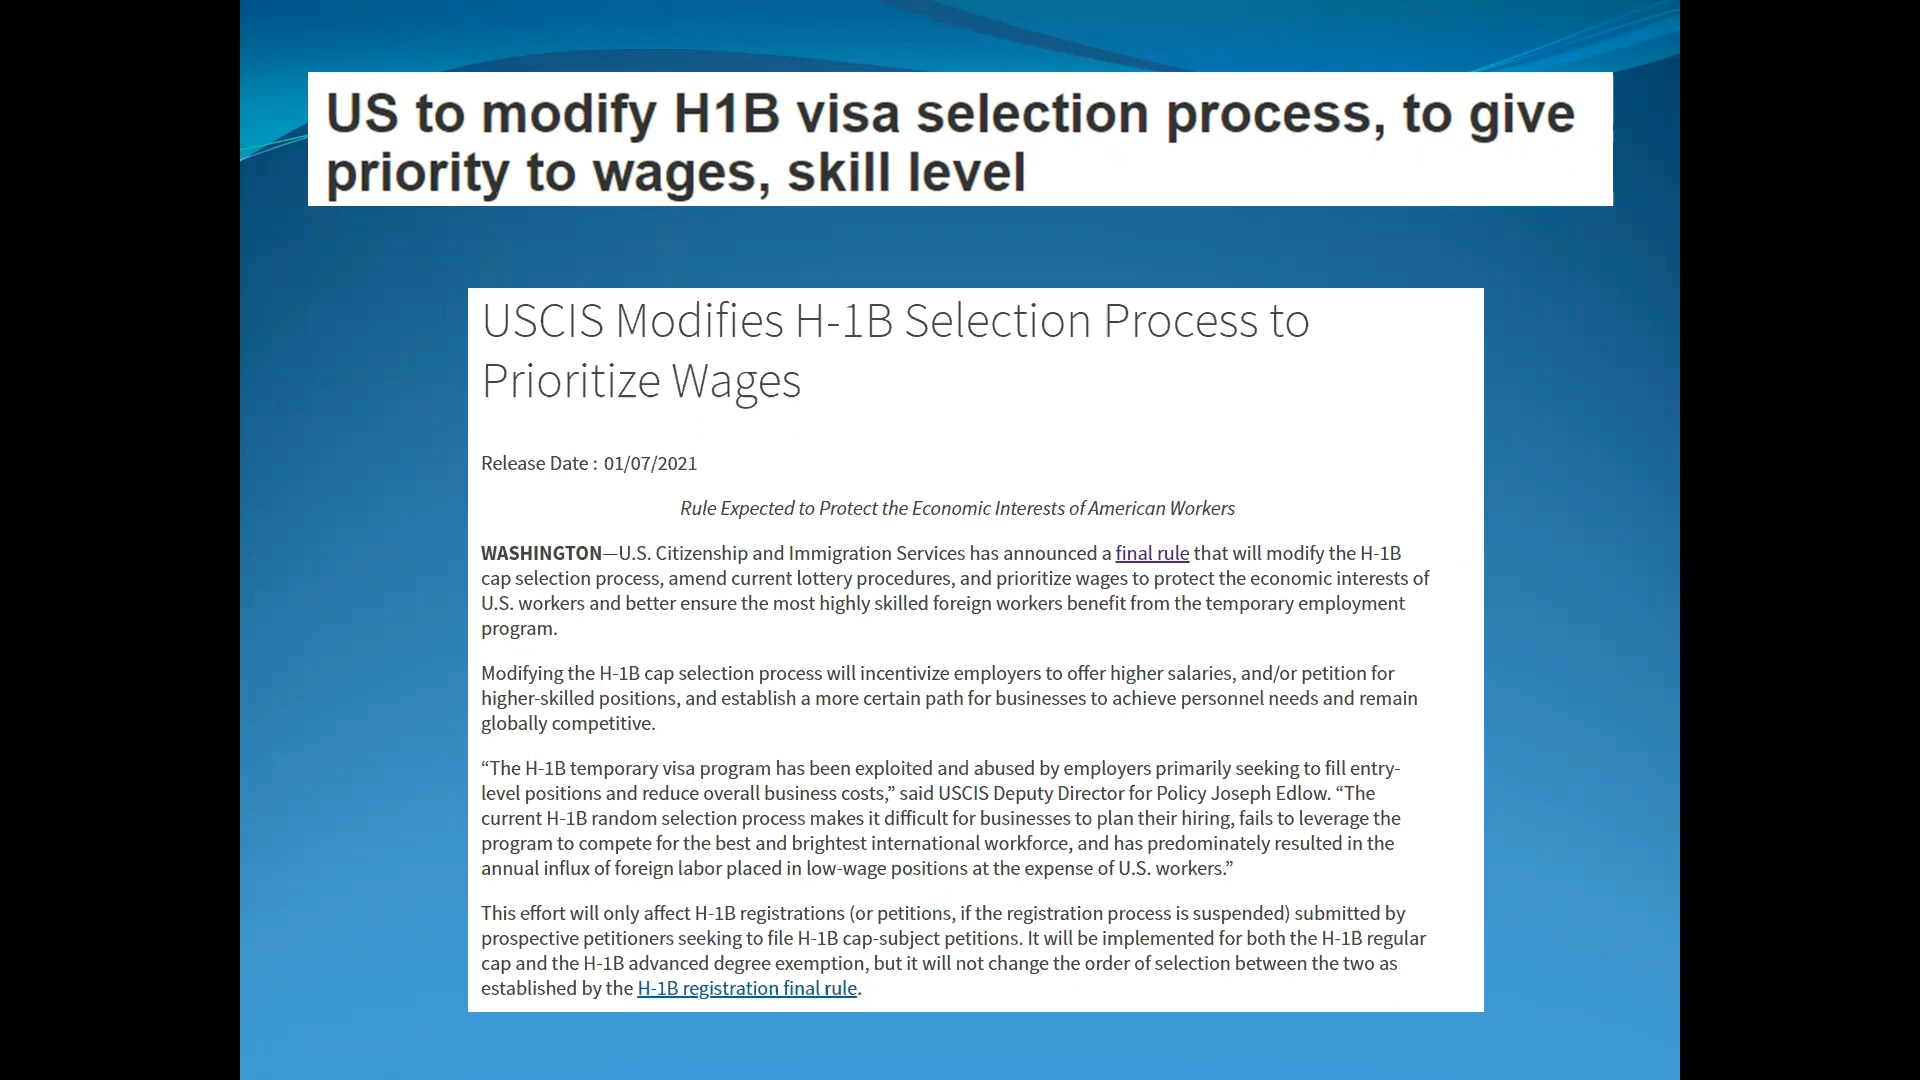 US to modify H1B visa selection process, to give
priority to wages, skill level
USCIS Modifies H-1B Selection Process to
Prioritize Wages
Release Date : 01/07/2021
Rule Expected to Protect the Economic Interests of American Workers
WASHINGTON—U.S. Citizenship and Immigration Services has announced a final rule that will modify the H-1B
cap selection process, amend current lottery procedures, and prioritize wages to protect the economic interests of
U.S. workers and better ensure the most highly skilled foreign workers benefit from the temporary employment
program.
Modifying the H-1B cap selection process will incentivize employers to offer higher salaries, and/or petition for
higher-skilled positions, and establish a more certain path for businesses to achieve personnel needs and remain
globally competitive.
“The H-1B temporary visa program has been exploited and abused by employers primarily seeking to fill entry-
level positions and reduce overall business costs,” said USCIS Deputy Director for Policy Joseph Edlow. “The
current H-1B random selection process makes it difficult for businesses to plan their hiring, fails to leverage the
program to compete for the best and brightest international workforce, and has predominately resulted in the
annual influx of foreign labor placed in low-wage positions at the expense of U.S. workers.”
This effort will only affect H-1B registrations (or petitions, if the registration process is suspended) submitted by
prospective petitioners seeking to file H-1B cap-subject petitions. It will be implemented for both the H-1B regular
cap and the H-1B advanced degree exemption, but it will not change the order of selection between the two as
established by the H-1B registration final rule.